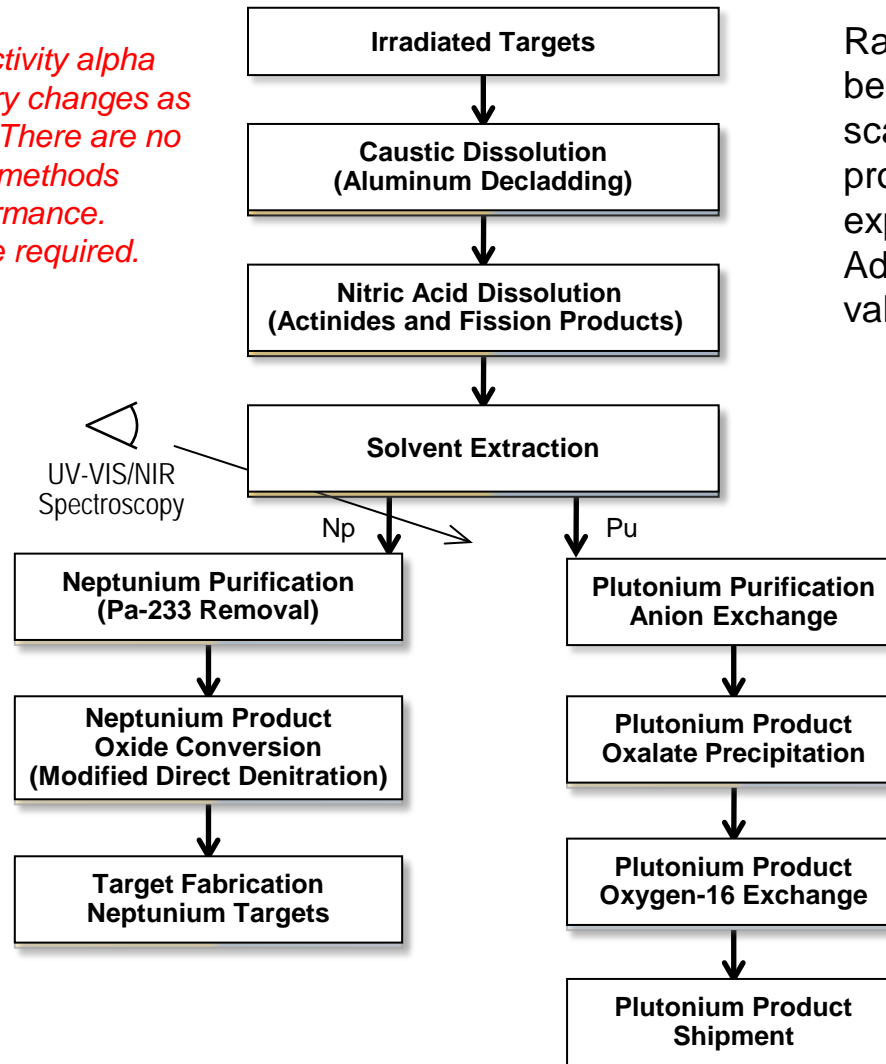 ctivity alpha
ry changes as
There are no
methods
rmance.
e required.
Irradiated Targets
Caustic Dissolution
(Aluminum Decladding)
Nitric Acid Dissolution
(Actinides and Fission Products)
Solvent Extraction
UV-VIS/NIR
Spectroscopy
Np
Pu
Neptunium Purification
(Pa-233 Removal)
Neptunium Product
Oxide Conversion
(Modified Direct Denitration)
Target Fabrication
Neptunium Targets
Plutonium Purification
Anion Exchange
Plutonium Product
Oxalate Precipitation
Plutonium Product
Oxygen-16 Exchange
Plutonium Product
Shipment
Ra
be
sca
pro
exp
Ad
val